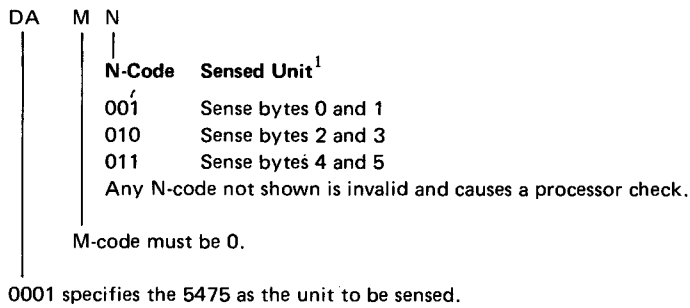 DA M N
N-Code Sensed Unit¹
001 Sense bytes 0 and 1
010 Sense bytes 2 and 3
011 Sense bytes 4 and 5
Any N-code not shown is invalid and causes a processor check.
M-code must be 0.
0001 specifies the 5475 as the unit to be sensed.